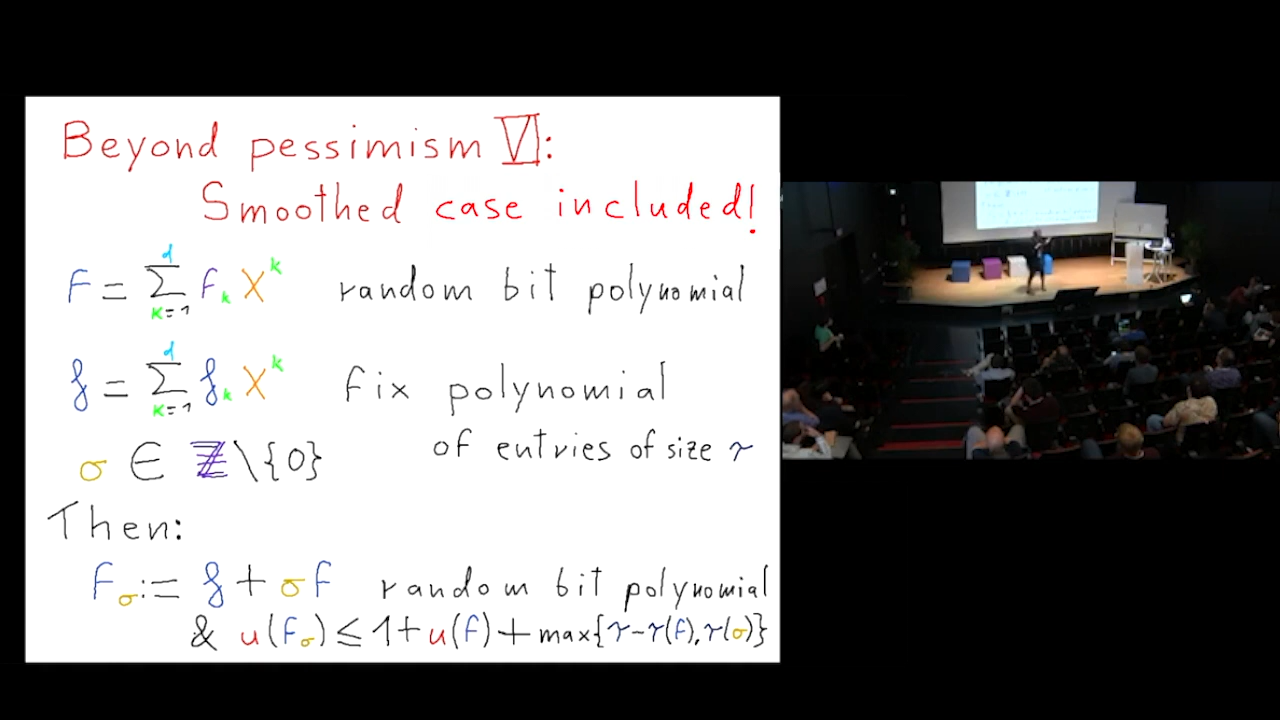 Beyond pessimism VI:
Smoothed case included!
F = ∑_{k=1}^{d} f_k X^k random bit polynomial
f = ∑_{k=1}^{d} f_k X^k fix polynomial
of entries of size τ
σ ∈ ℤ\{0}
Then:
F_σ := f + σF random bit polynomial
& u(F_σ) ≤ 1 + u(F) + max{τ-τ(F), τ(σ)}